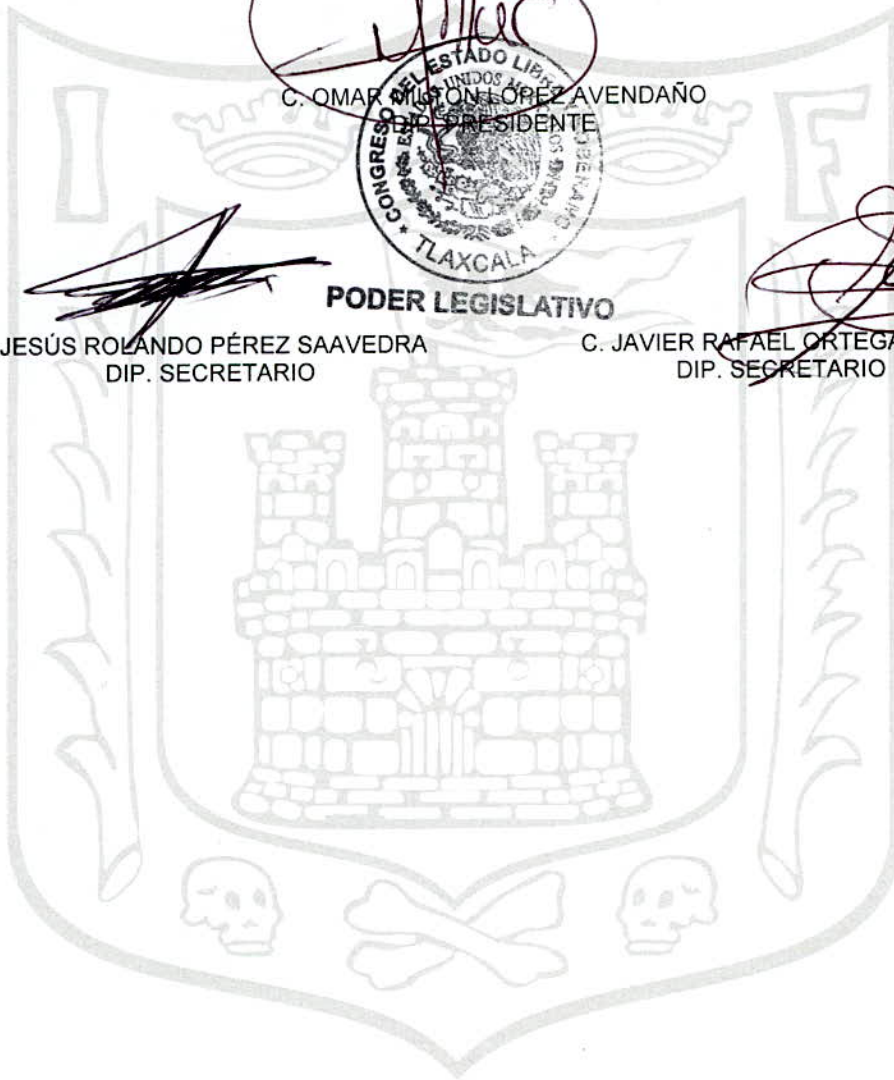 C. OMAR MILTON LÓPEZ AVENDAÑO
DIP. PRESIDENTE
CONGRESO DEL ESTADO LIBRE
TLAXCALA
PODER LEGISLATIVO
JESÚS ROLANDO PÉREZ SAAVEDRA
DIP. SECRETARIO
C. JAVIER RAFAEL ORTEGA
DIP. SECRETARIO
I F